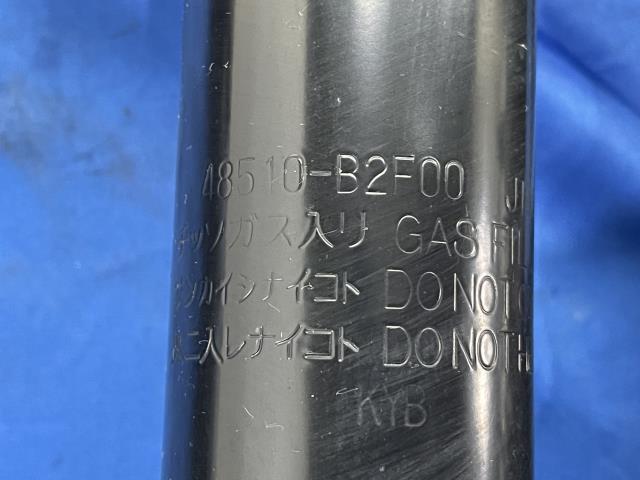 48510-B2F00 J
チッソガス入リ GAS FIL
ンカイシナイコト DO NOT
ニ入レナイコト DO NOT H
KYB